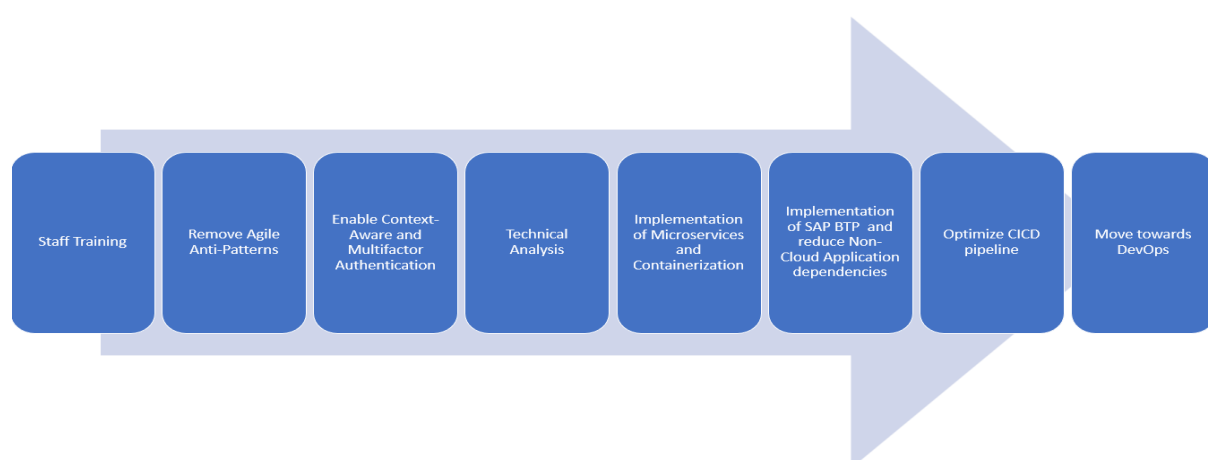 Staff Training
Remove Agile
Anti-Patterns
Enable Context-
Aware and
Multifactor
Authentication
Technical
Analysis
Implementation
of Microservices
and
Containerization
Implementation
of SAP BTP and
reduce Non-
Cloud Application
dependencies
Optimize CICD
pipeline
Move towards
DevOps